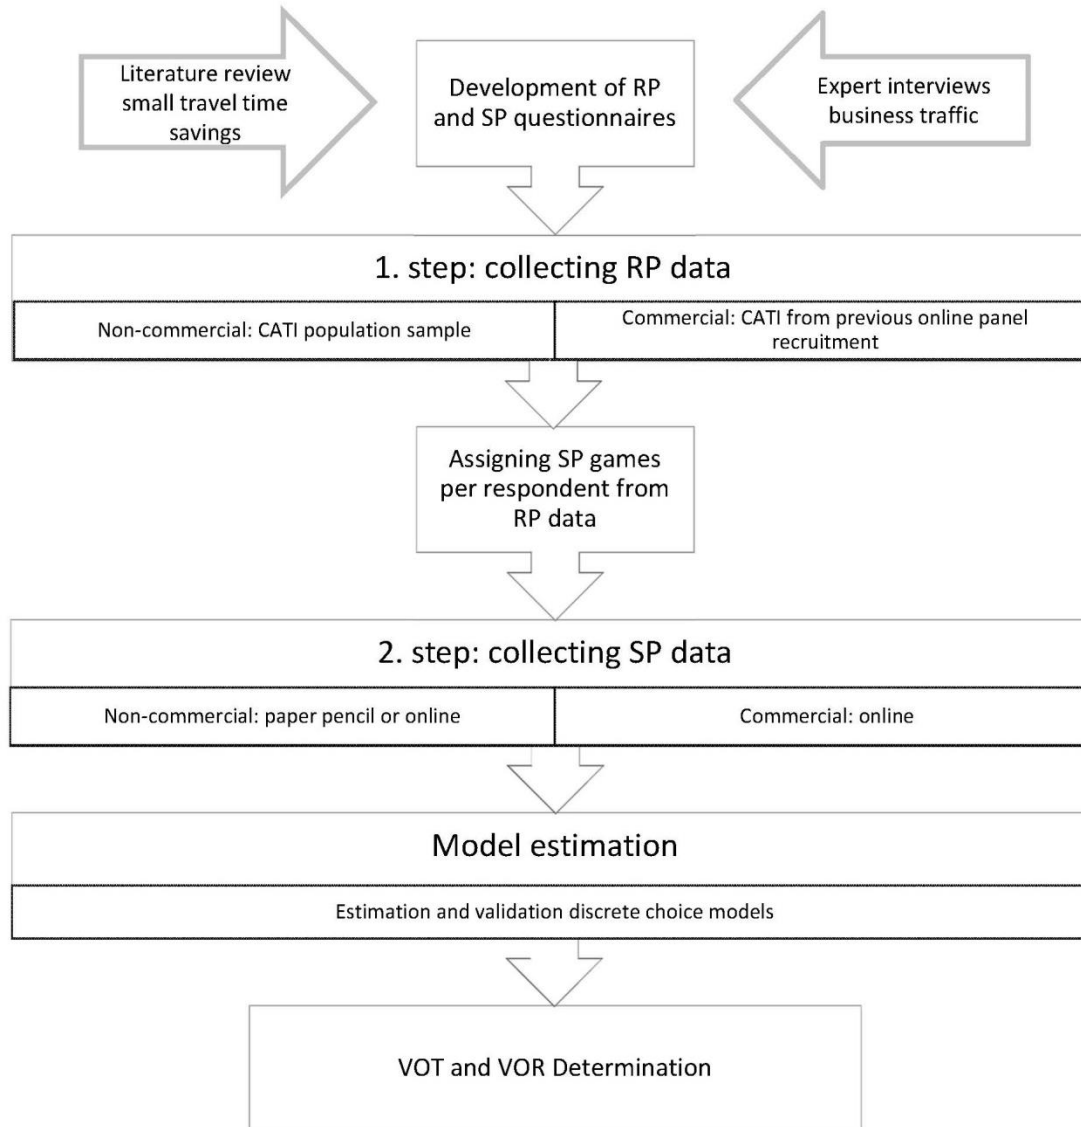 Literature review
small travel time
savings
Development of RP
and SP questionnaires
Expert interviews
business traffic
1. step: collecting RP data
Non-commercial: CATI population sample
Commercial: CATI from previous online panel
recruitment
Assigning SP games
per respondent from
RP data
2. step: collecting SP data
Non-commercial: paper pencil or online
Commercial: online
Model estimation
Estimation and validation discrete choice models
VOT and VOR Determination